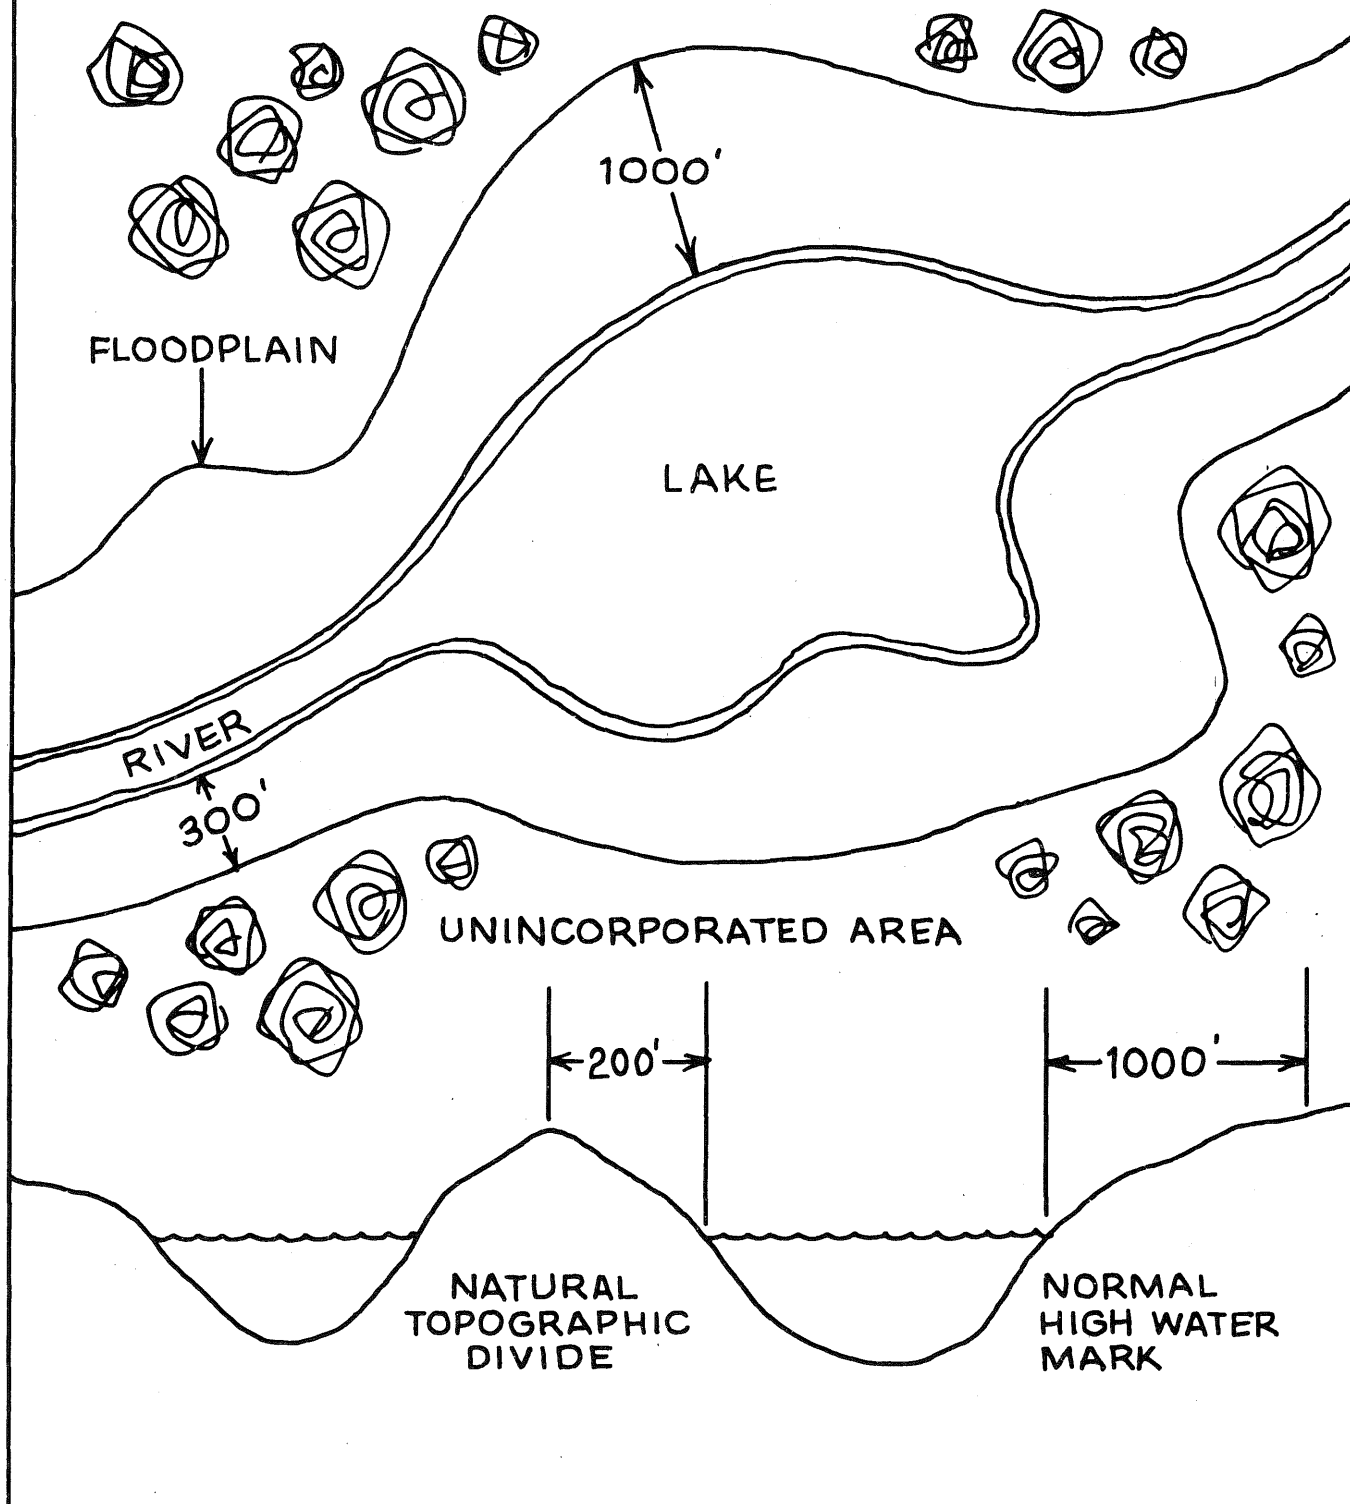 1000'
FLOODPLAIN
LAKE
RIVER
300'
UNINCORPORATED AREA
200'
1000'
NATURAL
TOPOGRAPHIC
DIVIDE
NORMAL
HIGH WATER
MARK